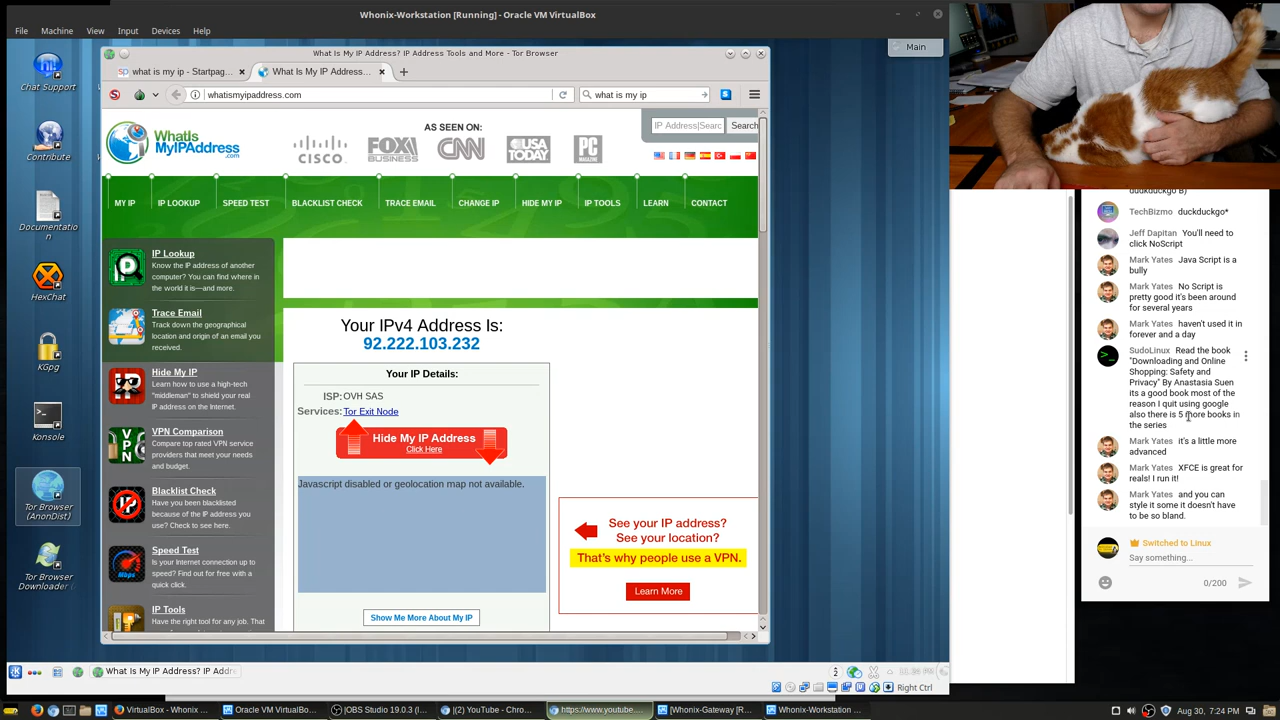 Whonix-Workstation [Running] - Oracle VM VirtualBox
File Machine View Input Devices Help
Chat Support
Contribute
Documentatio
n
HexChat
KGpg
Konsole
Tor Browser
(AnonDist)
Tor Browser
Downloader (
What Is My IP Address? IP Address Tools and More - Tor Browser
Main
what is my ip - Startpag...
What Is My IP Address...
whatismyipaddress.com
what is my ip
WhatIs
MyIPAddress
.com
AS SEEN ON:
CISCO
FOX
BUSINESS
CNN
USA
TODAY
PC
MAGAZINE
IP Address|Searc
Search
MY IP
IP LOOKUP
SPEED TEST
BLACKLIST CHECK
TRACE EMAIL
CHANGE IP
HIDE MY IP
IP TOOLS
LEARN
CONTACT
IP Lookup
Know the IP address of another
computer? You can find where in
the world it is—and more.
Trace Email
Track down the geographical
location and origin of an email you
received.
Hide My IP
Learn how to use a high-tech
"middleman" to shield your real
IP address on the Internet.
VPN Comparison
Compare top rated VPN service
providers that meet your needs
and budget.
Blacklist Check
Have you been blacklisted
because of the IP address you
use? Check to see here.
Speed Test
Is your Internet connection up to
speed? Find out for free with a
quick click.
IP Tools
Have the right tool for any job. That
Your IPv4 Address Is:
92.222.103.232
Your IP Details:
ISP: OVH SAS
Services: Tor Exit Node
Hide My IP Address
Click Here
Javascript disabled or geolocation map not available.
Show Me More About My IP
See your IP address?
See your location?
That's why people use a VPN.
Learn More
What Is My IP Address? IP Addre
2
11:24 PM
Right Ctrl
dudkduckgo B)
TechBizmo duckduckgo*
Jeff Dapitan You'll need to
click NoScript
Mark Yates Java Script is a
bully
Mark Yates No Script is
pretty good it's been around
for several years
Mark Yates haven't used it in
forever and a day
SudoLinux Read the book
"Downloading and Online
Shopping: Safety and
Privacy" By Anastasia Suen
its a good book most of the
reason I quit using google
also there is 5 more books in
the series
Mark Yates it's a little more
advanced
Mark Yates XFCE is great for
reals! I run it!
Mark Yates and you can
style it some it doesn't have
to be so bland.
Switched to Linux
Say something...
0/200
VirtualBox - Whonix ...
Oracle VM VirtualBox
jOBS Studio 19.0.3 (l...
(2) YouTube - Chro...
https://www.youtube....
[Whonix-Gateway [R...
Whonix-Workstation ...
Aug 30, 7:24 PM